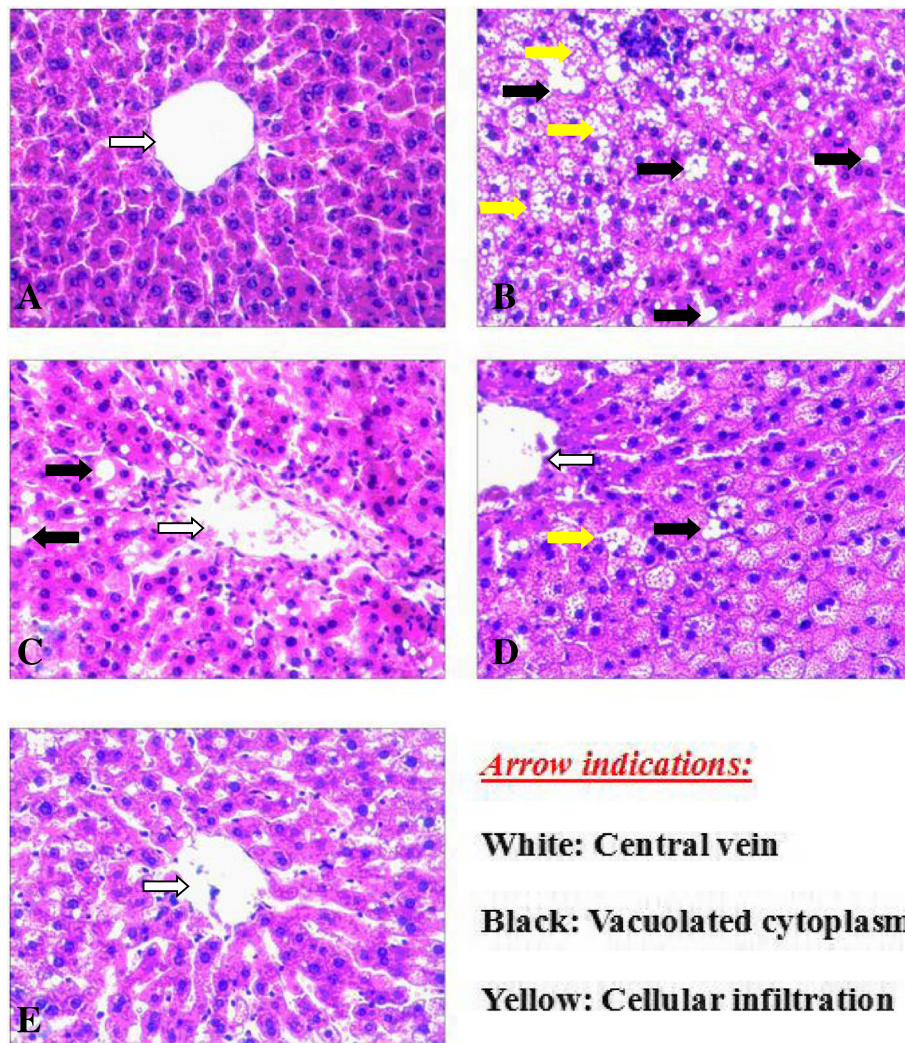 A
B
C
D
E
Arrow indications:
White: Central vein
Black: Vacuolated cytoplasm
Yellow: Cellular infiltration